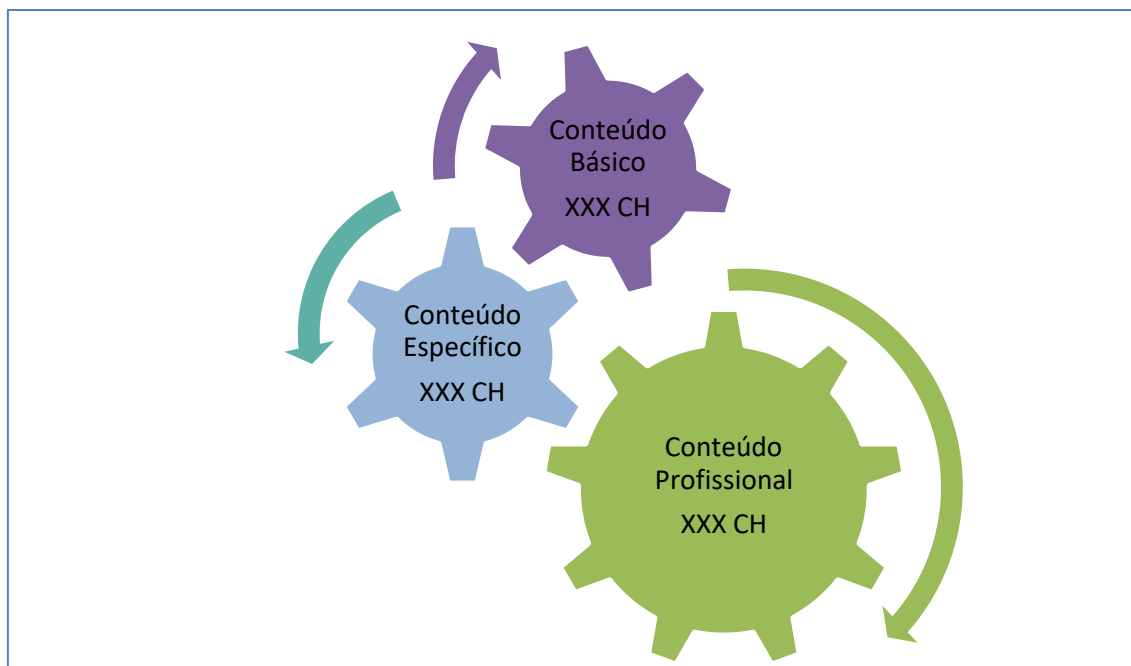 Conteúdo
Básico
XXX CH
Conteúdo
Específico
XXX CH
Conteúdo
Profissional
XXX CH